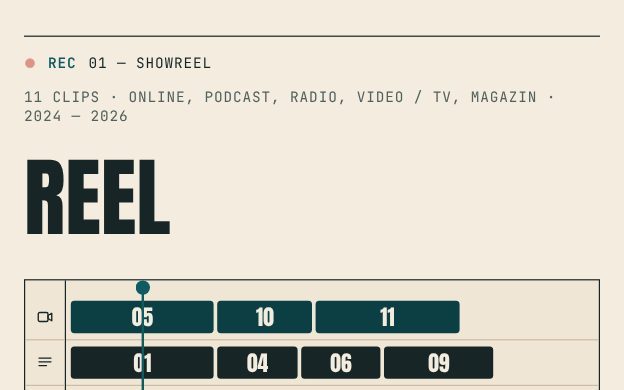 REC 01 — SHOWREEL
11 CLIPS · ONLINE, PODCAST, RADIO, VIDEO / TV, MAGAZIN ·
2024 — 2026
REEL
05 10 11
01 04 06 09